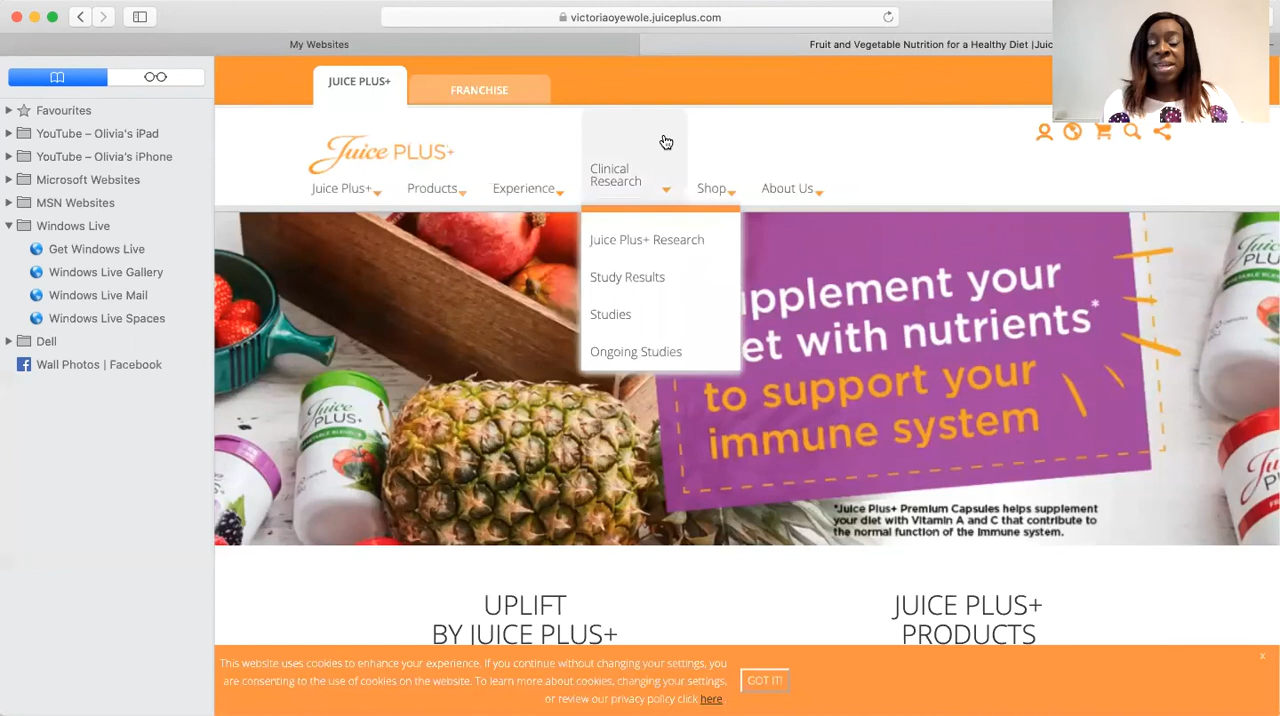 victoriaoyewole.juiceplus.com
My Websites
Fruit and Vegetable Nutrition for a Healthy Diet |Juic
Favourites
YouTube – Olivia's iPad
YouTube – Olivia's iPhone
Microsoft Websites
MSN Websites
Windows Live
Get Windows Live
Windows Live Gallery
Windows Live Mail
Windows Live Spaces
Dell
Wall Photos | Facebook
JUICE PLUS+
FRANCHISE
Juice PLUS+
Juice Plus+
Products
Experience
Clinical
Research
Shop
About Us
Juice Plus+ Research
Study Results
Studies
Ongoing Studies
upplement your
et with nutrients*
to support your
immune system
*Juice Plus+ Premium Capsules helps supplement
your diet with Vitamin A and C that contribute to
the normal function of the immune system.
Juice
PLUS+
UPLIFT
BY JUICE PLUS+
JUICE PLUS+
PRODUCTS
This website uses cookies to enhance your experience. If you continue without changing your settings, you
are consenting to the use of cookies on the website. To learn more about cookies, changing your settings,
or review our privacy policy click here
GOT IT!
x